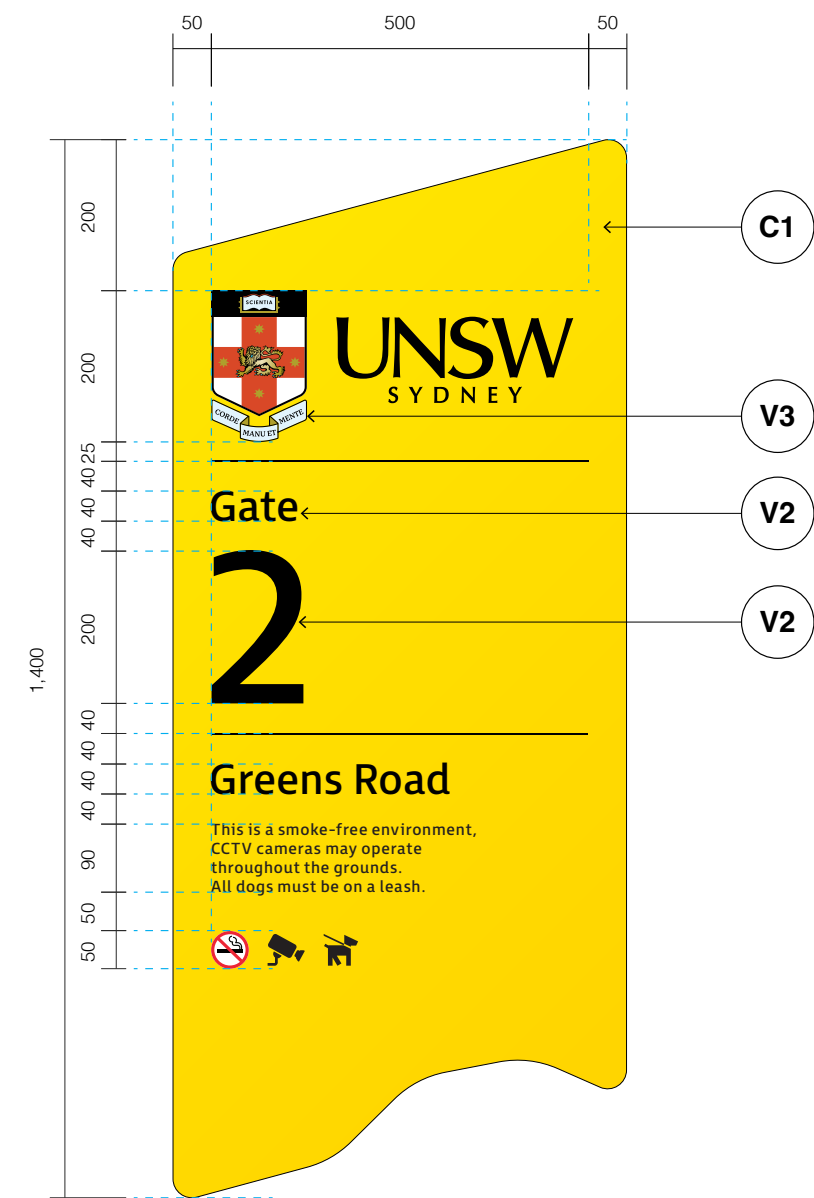 50
500
50
200
C1
SCIENTIA
UNSW
SYDNEY
200
CORDE
MANU ET
MENTE
V3
25
40
Gate
40
V2
40
2
200
V2
1,400
40
40
Greens Road
40
40
This is a smoke-free environment,
CCTV cameras may operate
throughout the grounds.
All dogs must be on a leash.
90
50
50